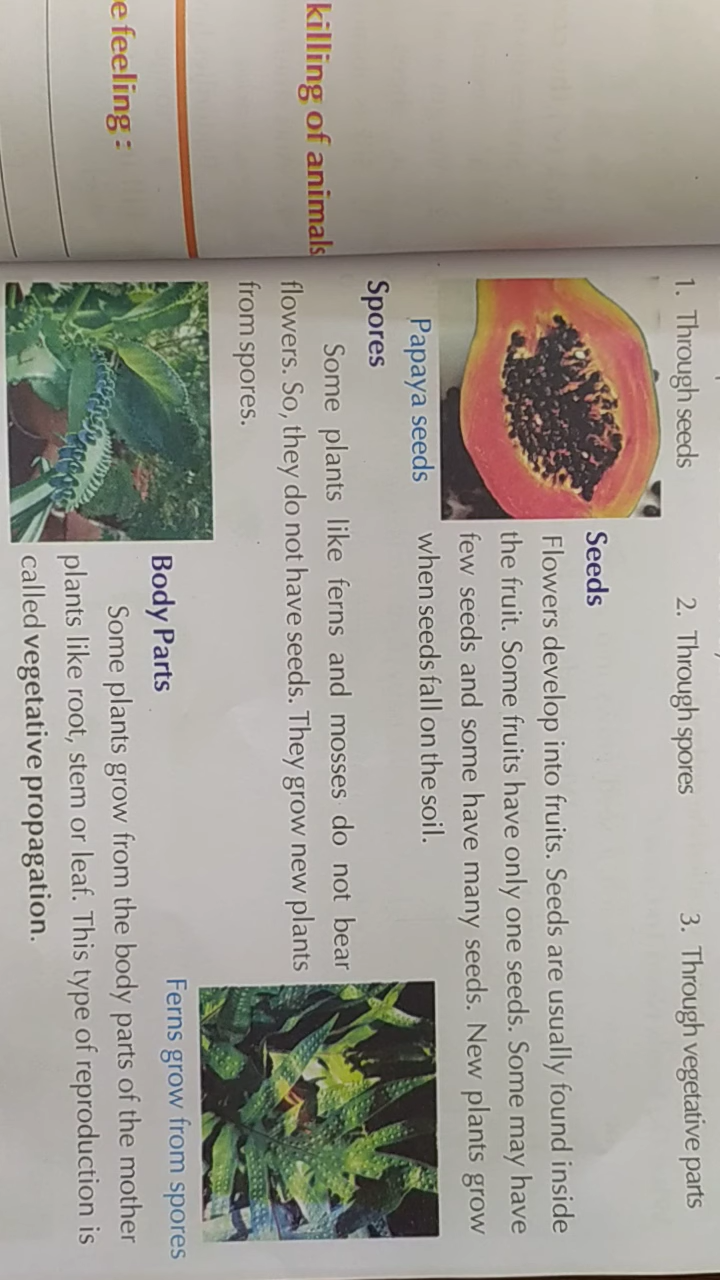 killing of animals
e feeling :
1. Through seeds
2. Through spores
3. Through vegetative parts
Seeds
Flowers develop into fruits. Seeds are usually found inside
the fruit. Some fruits have only one seeds. Some may have
few seeds and some have many seeds. New plants grow
when seeds fall on the soil.
Papaya seeds
Spores
Some plants like ferns and mosses do not bear
flowers. So, they do not have seeds. They grow new plants
from spores.
Ferns grow from spores
Body Parts
Some plants grow from the body parts of the mother
plants like root, stem or leaf. This type of reproduction is
called vegetative propagation.